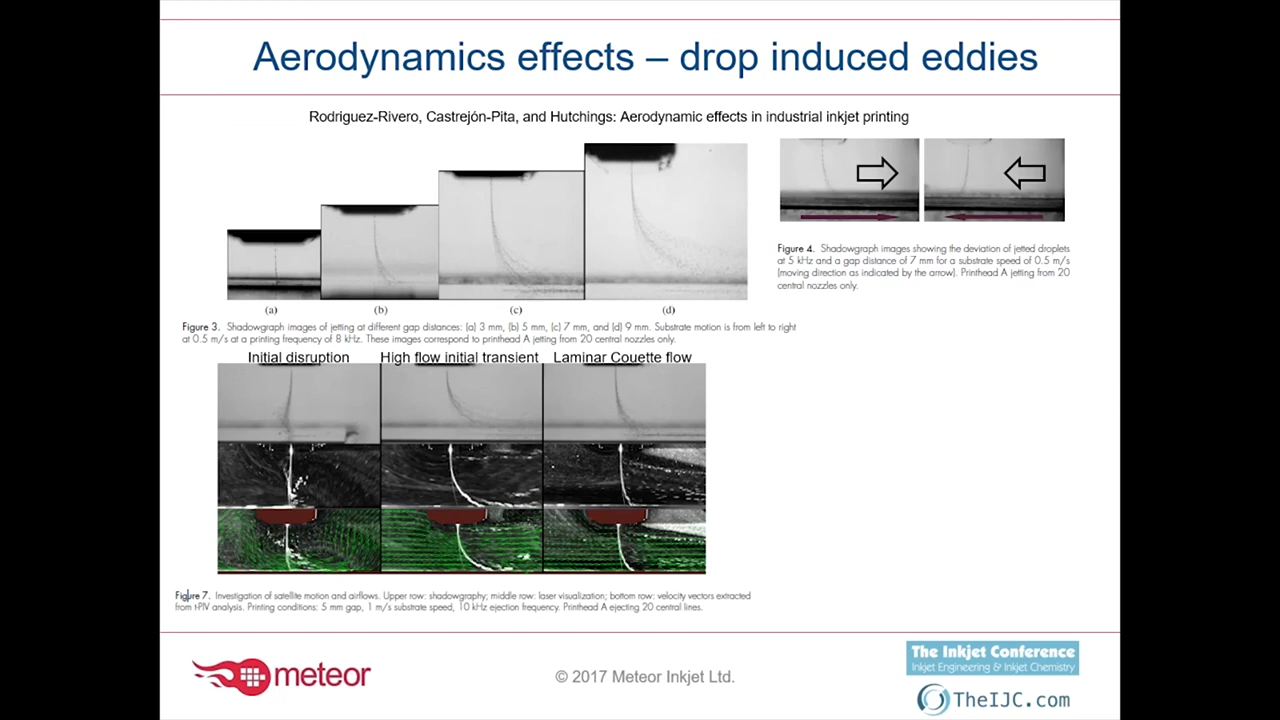 Aerodynamics effects – drop induced eddies
Rodriguez-Rivero, Castrejón-Pita, and Hutchings: Aerodynamic effects in industrial inkjet printing
(a)
(b)
(c)
(d)
Figure 3. Shadowgraph images of jetting at different gap distances: (a) 3 mm, (b) 5 mm, (c) 7 mm, and (d) 9 mm. Substrate motion is from left to right
at 0.5 m/s at a printing frequency of 8 kHz. These images correspond to printhead A jetting from 20 central nozzles only.
Figure 4. Shadowgraph images showing the deviation of jetted droplets
at 5 kHz and a gap distance of 7 mm for a substrate speed of 0.5 m/s
(moving direction as indicated by the arrow). Printhead A jetting from 20
central nozzles only.
Initial disruption
High flow initial transient
Laminar Couette flow
Figure 7. Investigation of satellite motion and airflows. Upper row: shadowgraphy; middle row: laser visualization; bottom row: velocity vectors extracted
from t-PIV analysis. Printing conditions: 5 mm gap, 1 m/s substrate speed, 10 kHz ejection frequency. Printhead A ejecting 20 central lines.
meteor
© 2017 Meteor Inkjet Ltd.
The Inkjet Conference
Inkjet Engineering & Inkjet Chemistry
TheIJC.com